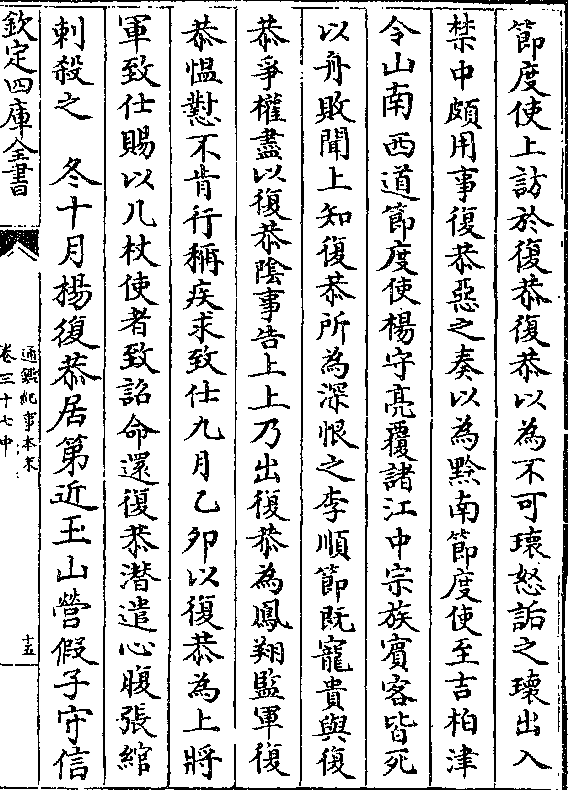 節度使上訪於復恭復恭以為不可瓌怒詬之瓌出入
禁中頗用事復恭惡之奏以為黔南節度使至吉柏津
令山南西道節度使楊守亮覆諸江中宗族賓客皆死
以舟敗聞上知復恭所為深恨之李順節既寵貴與復
恭爭權盡以復恭陰事告上上乃出復恭為鳳翔監軍復
恭愠懟不肯行稱疾求致仕九月乙卯以復恭為上將
軍致仕賜以几杖使者致詔命還復恭潛遣心腹張綰
刺殺之　冬十月楊復恭居第近玉山營假子守信
欽定四庫全書
通鑑紀事本末
卷三十七中
十五